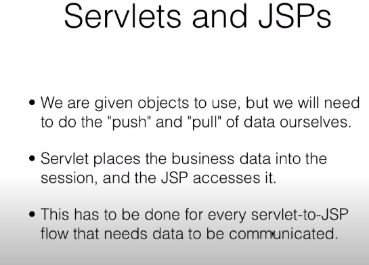 Servlets and JSPs
• We are given objects to use, but we will need
to do the "push" and "pull" of data ourselves.
• Servlet places the business data into the
session, and the JSP accesses it.
• This has to be done for every servlet-to-JSP
flow that needs data to be communicated.